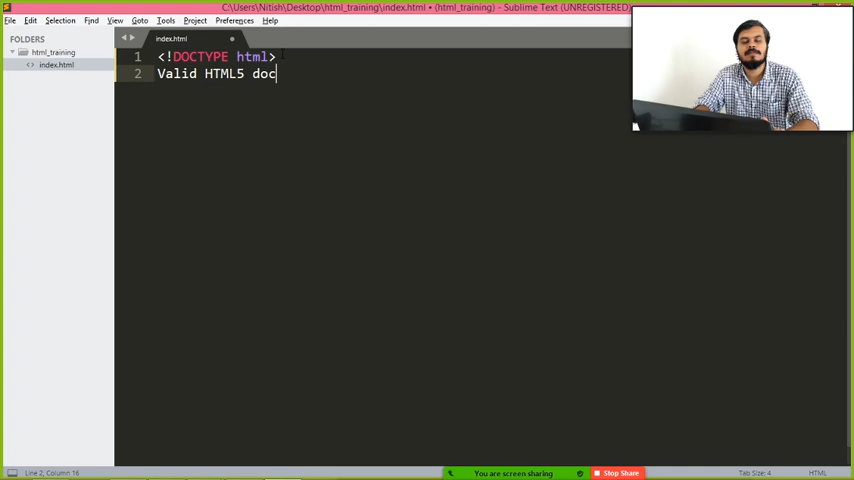 C:\Users\Nitish\Desktop\html_training\index.html • (html_training) - Sublime Text (UNREGISTERED)
File Edit Selection Find View Goto Tools Project Preferences Help
FOLDERS
html_training
<> index.html
index.html
1 <!DOCTYPE html>
2 Valid HTML5 doc
Line 2, Column 16
You are screen sharing
Stop Share
Tab Size: 4
HTML